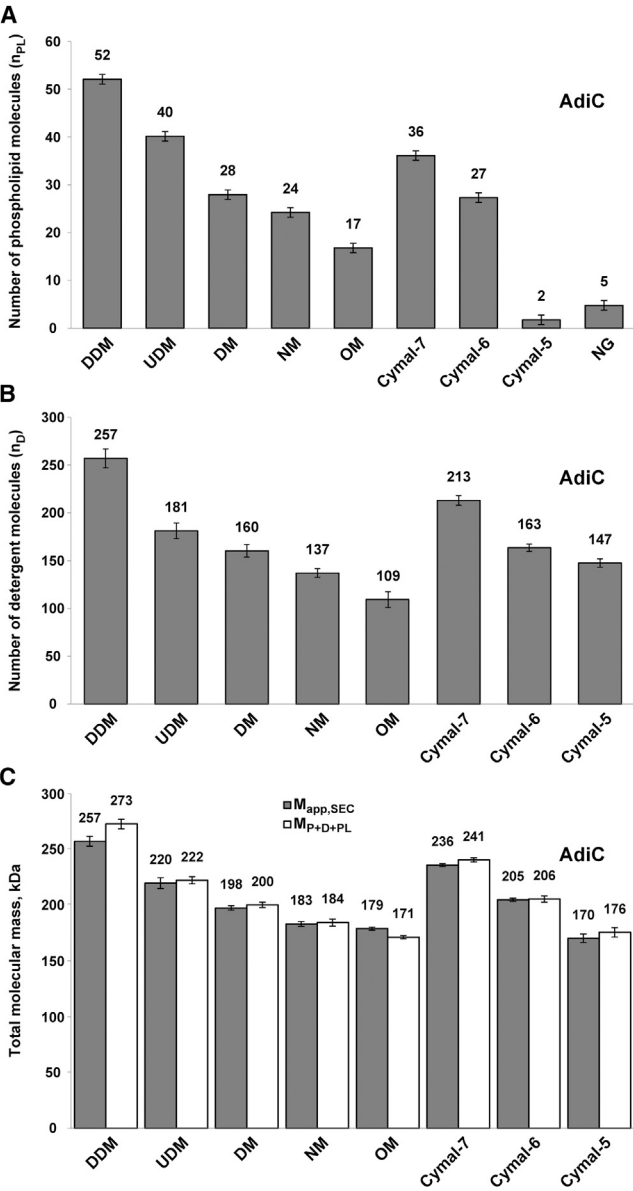 A
Number of phospholipid molecules (nPL)
60
50
40
30
20
10
0
52
40
28
24
17
36
27
2
5
AdiC
DDM
UDM
DM
NM
OM
Cymal-7
Cymal-6
Cymal-5
NG
B
Number of detergent molecules (nD)
300
250
200
150
100
50
0
257
181
160
137
109
213
163
147
AdiC
DDM
UDM
DM
NM
OM
Cymal-7
Cymal-6
Cymal-5
C
Total molecular mass, kDa
300
250
200
150
100
50
0
Mapp,SEC
MP+D+PL
257 273
220 222
198 200
183 184
179 171
236 241
205 206
170 176
AdiC
DDM
UDM
DM
NM
OM
Cymal-7
Cymal-6
Cymal-5